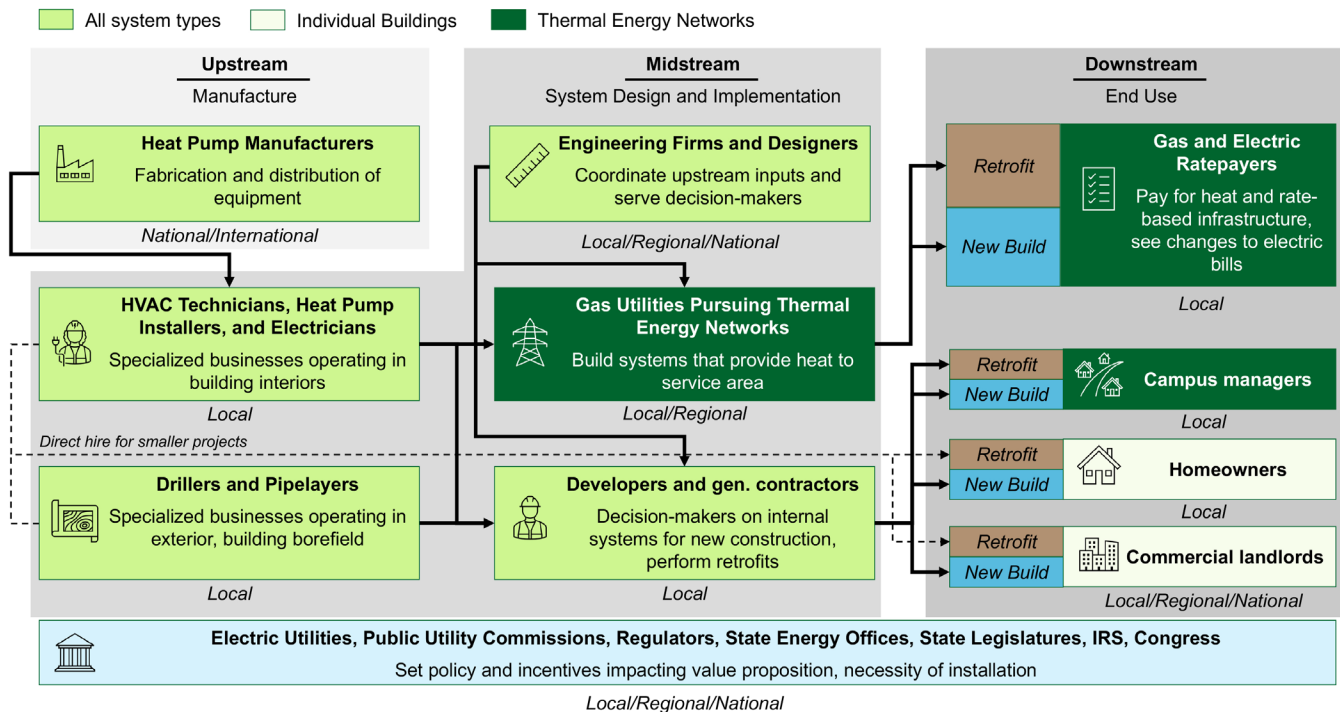 All system types
Individual Buildings
Thermal Energy Networks
Upstream
Manufacture
Heat Pump Manufacturers
Fabrication and distribution of
equipment
National/International
HVAC Technicians, Heat Pump
Installers, and Electricians
Specialized businesses operating in
building interiors
Local
Direct hire for smaller projects
Drillers and Pipelayers
Specialized businesses operating in
exterior, building borefield
Local
Midstream
System Design and Implementation
Engineering Firms and Designers
Coordinate upstream inputs and
serve decision-makers
Local/Regional/National
Gas Utilities Pursuing Thermal
Energy Networks
Build systems that provide heat to
service area
Local/Regional
Developers and gen. contractors
Decision-makers on internal
systems for new construction,
perform retrofits
Local
Downstream
End Use
Retrofit
New Build
Gas and Electric
Ratepayers
Pay for heat and rate-
based infrastructure,
see changes to electric
bills
Local
Retrofit
New Build
Campus managers
Local
Retrofit
New Build
Homeowners
Local
Retrofit
New Build
Commercial landlords
Local/Regional/National
Electric Utilities, Public Utility Commissions, Regulators, State Energy Offices, State Legislatures, IRS, Congress
Set policy and incentives impacting value proposition, necessity of installation
Local/Regional/National